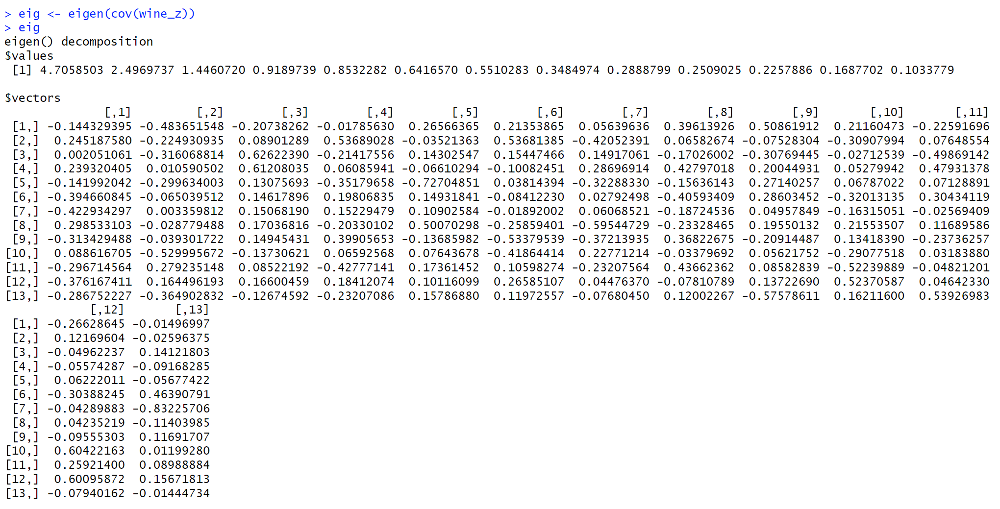 > eig <- eigen(cov(wine_z))
> eig
eigen() decomposition
$values
 [1] 4.7058503 2.4969737 1.4460720 0.9189739 0.8532282 0.6416570 0.5510283 0.3484974 0.2888799 0.2509025 0.2257886 0.1687702 0.1033779

$vectors
              [,1]         [,2]        [,3]        [,4]        [,5]        [,6]        [,7]        [,8]        [,9]       [,10]       [,11]
 [1,] -0.144329395 -0.483651548 -0.20738262 -0.01785630  0.26566365  0.21353865  0.05639636  0.39613926  0.50861912  0.21160473 -0.22591696
 [2,]  0.245187580 -0.224930935  0.08901289  0.53689028 -0.03521363  0.53681385 -0.42052391  0.06582674 -0.07528304 -0.30907994  0.07648554
 [3,]  0.002051061 -0.316068814  0.62622390 -0.21417556  0.14302547  0.15447466  0.14917061 -0.17026002 -0.30769445 -0.02712539 -0.49869142
 [4,]  0.239320405  0.010590502  0.61208035  0.06085941 -0.06610294 -0.10082451  0.28696914  0.42797018  0.20044931  0.05279942  0.47931378
 [5,] -0.141992042 -0.299634003  0.13075693 -0.35179658 -0.72704851  0.03814394 -0.32288330 -0.15636143  0.27140257  0.06787022  0.07128891
 [6,] -0.394660845 -0.065039512  0.14617896  0.19806835  0.14931841 -0.08412230  0.02792498 -0.40593409  0.28603452 -0.32013135  0.30434119
 [7,] -0.422934297  0.003359812  0.15068190  0.15229479  0.10902584 -0.01892002  0.06068521 -0.18724536  0.04957849 -0.16315051 -0.02569409
 [8,]  0.298533103 -0.028779488  0.17036816 -0.20330102  0.50070298 -0.25859401 -0.59544729 -0.23328465  0.19550132  0.21553507  0.11689586
 [9,] -0.313429488 -0.039301722  0.14945431  0.39905653 -0.13685982 -0.53379539 -0.37213935  0.36822675 -0.20914487  0.13418390 -0.23736257
[10,]  0.088616705 -0.529995672 -0.13730621  0.06592568  0.07643678 -0.41864414  0.22771214 -0.03379692  0.05621752 -0.29077518  0.03183880
[11,] -0.296714564  0.279235148  0.08522192 -0.42777141  0.17361452  0.10598274 -0.23207564  0.43662362  0.08582839 -0.52239889 -0.04821201
[12,] -0.376167411  0.164496193  0.16600459  0.18412074  0.10116099  0.26585107  0.04476370 -0.07810789  0.13722690  0.52370587  0.04642330
[13,] -0.286752227 -0.364902832 -0.12674592 -0.23207086  0.15786880  0.11972557 -0.07680450  0.12002267 -0.57578611  0.16211600  0.53926983
            [,12]       [,13]
 [1,] -0.26628645 -0.01496997
 [2,]  0.12169604 -0.02596375
 [3,] -0.04962237  0.14121803
 [4,] -0.05574287 -0.09168285
 [5,]  0.06222011 -0.05677422
 [6,] -0.30388245  0.46390791
 [7,] -0.04289883 -0.83225706
 [8,]  0.04235219 -0.11403985
 [9,] -0.09555303  0.11691707
[10,]  0.60422163  0.01199280
[11,]  0.25921400  0.08988884
[12,]  0.60095872  0.15671813
[13,] -0.07940162 -0.01444734